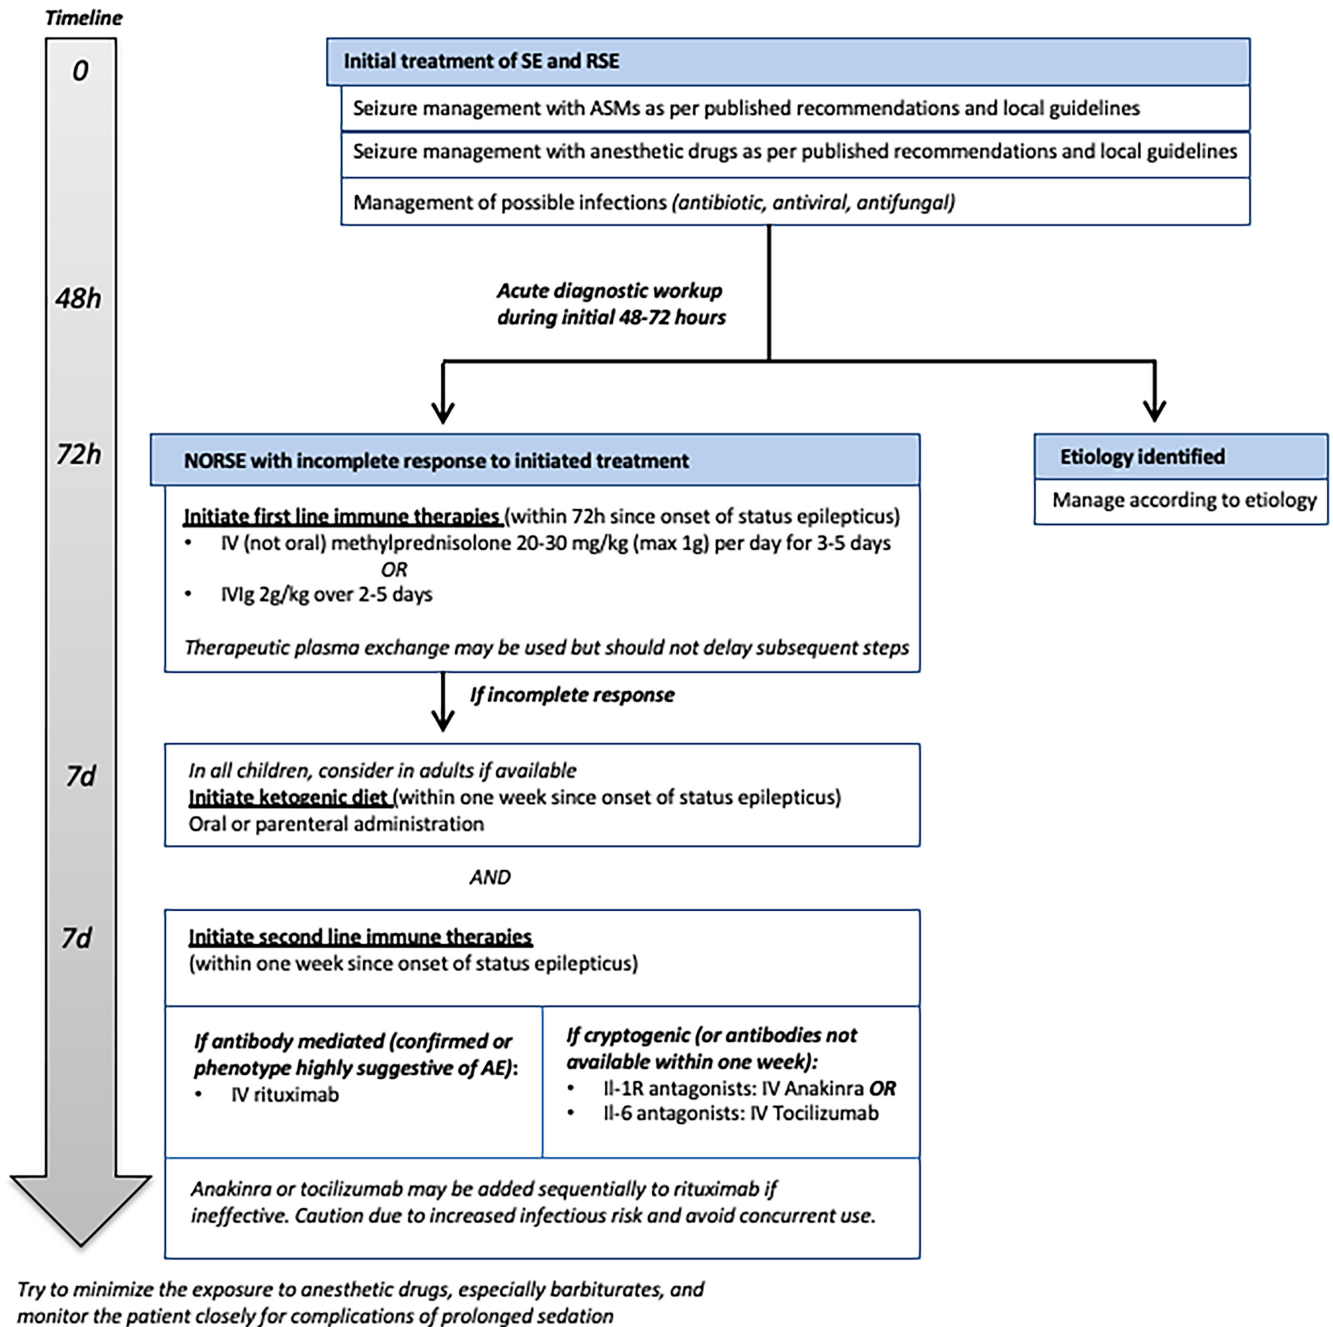 Timeline
0
Initial treatment of SE and RSE
Seizure management with ASMs as per published recommendations and local guidelines
Seizure management with anesthetic drugs as per published recommendations and local guidelines
Management of possible infections (antibiotic, antiviral, antifungal)
48h
Acute diagnostic workup
during initial 48-72 hours
72h
NORSE with incomplete response to initiated treatment
Initiate first line immune therapies (within 72h since onset of status epilepticus)
• IV (not oral) methylprednisolone 20-30 mg/kg (max 1g) per day for 3-5 days
OR
• IVIg 2g/kg over 2-5 days
Therapeutic plasma exchange may be used but should not delay subsequent steps
Etiology identified
Manage according to etiology
If incomplete response
7d
In all children, consider in adults if available
Initiate ketogenic diet (within one week since onset of status epilepticus)
Oral or parenteral administration
AND
7d
Initiate second line immune therapies
(within one week since onset of status epilepticus)
If antibody mediated (confirmed or
phenotype highly suggestive of AE):
• IV rituximab
If cryptogenic (or antibodies not
available within one week):
• Il-1R antagonists: IV Anakinra OR
• Il-6 antagonists: IV Tocilizumab
Anakinra or tocilizumab may be added sequentially to rituximab if
ineffective. Caution due to increased infectious risk and avoid concurrent use.
Try to minimize the exposure to anesthetic drugs, especially barbiturates, and
monitor the patient closely for complications of prolonged sedation